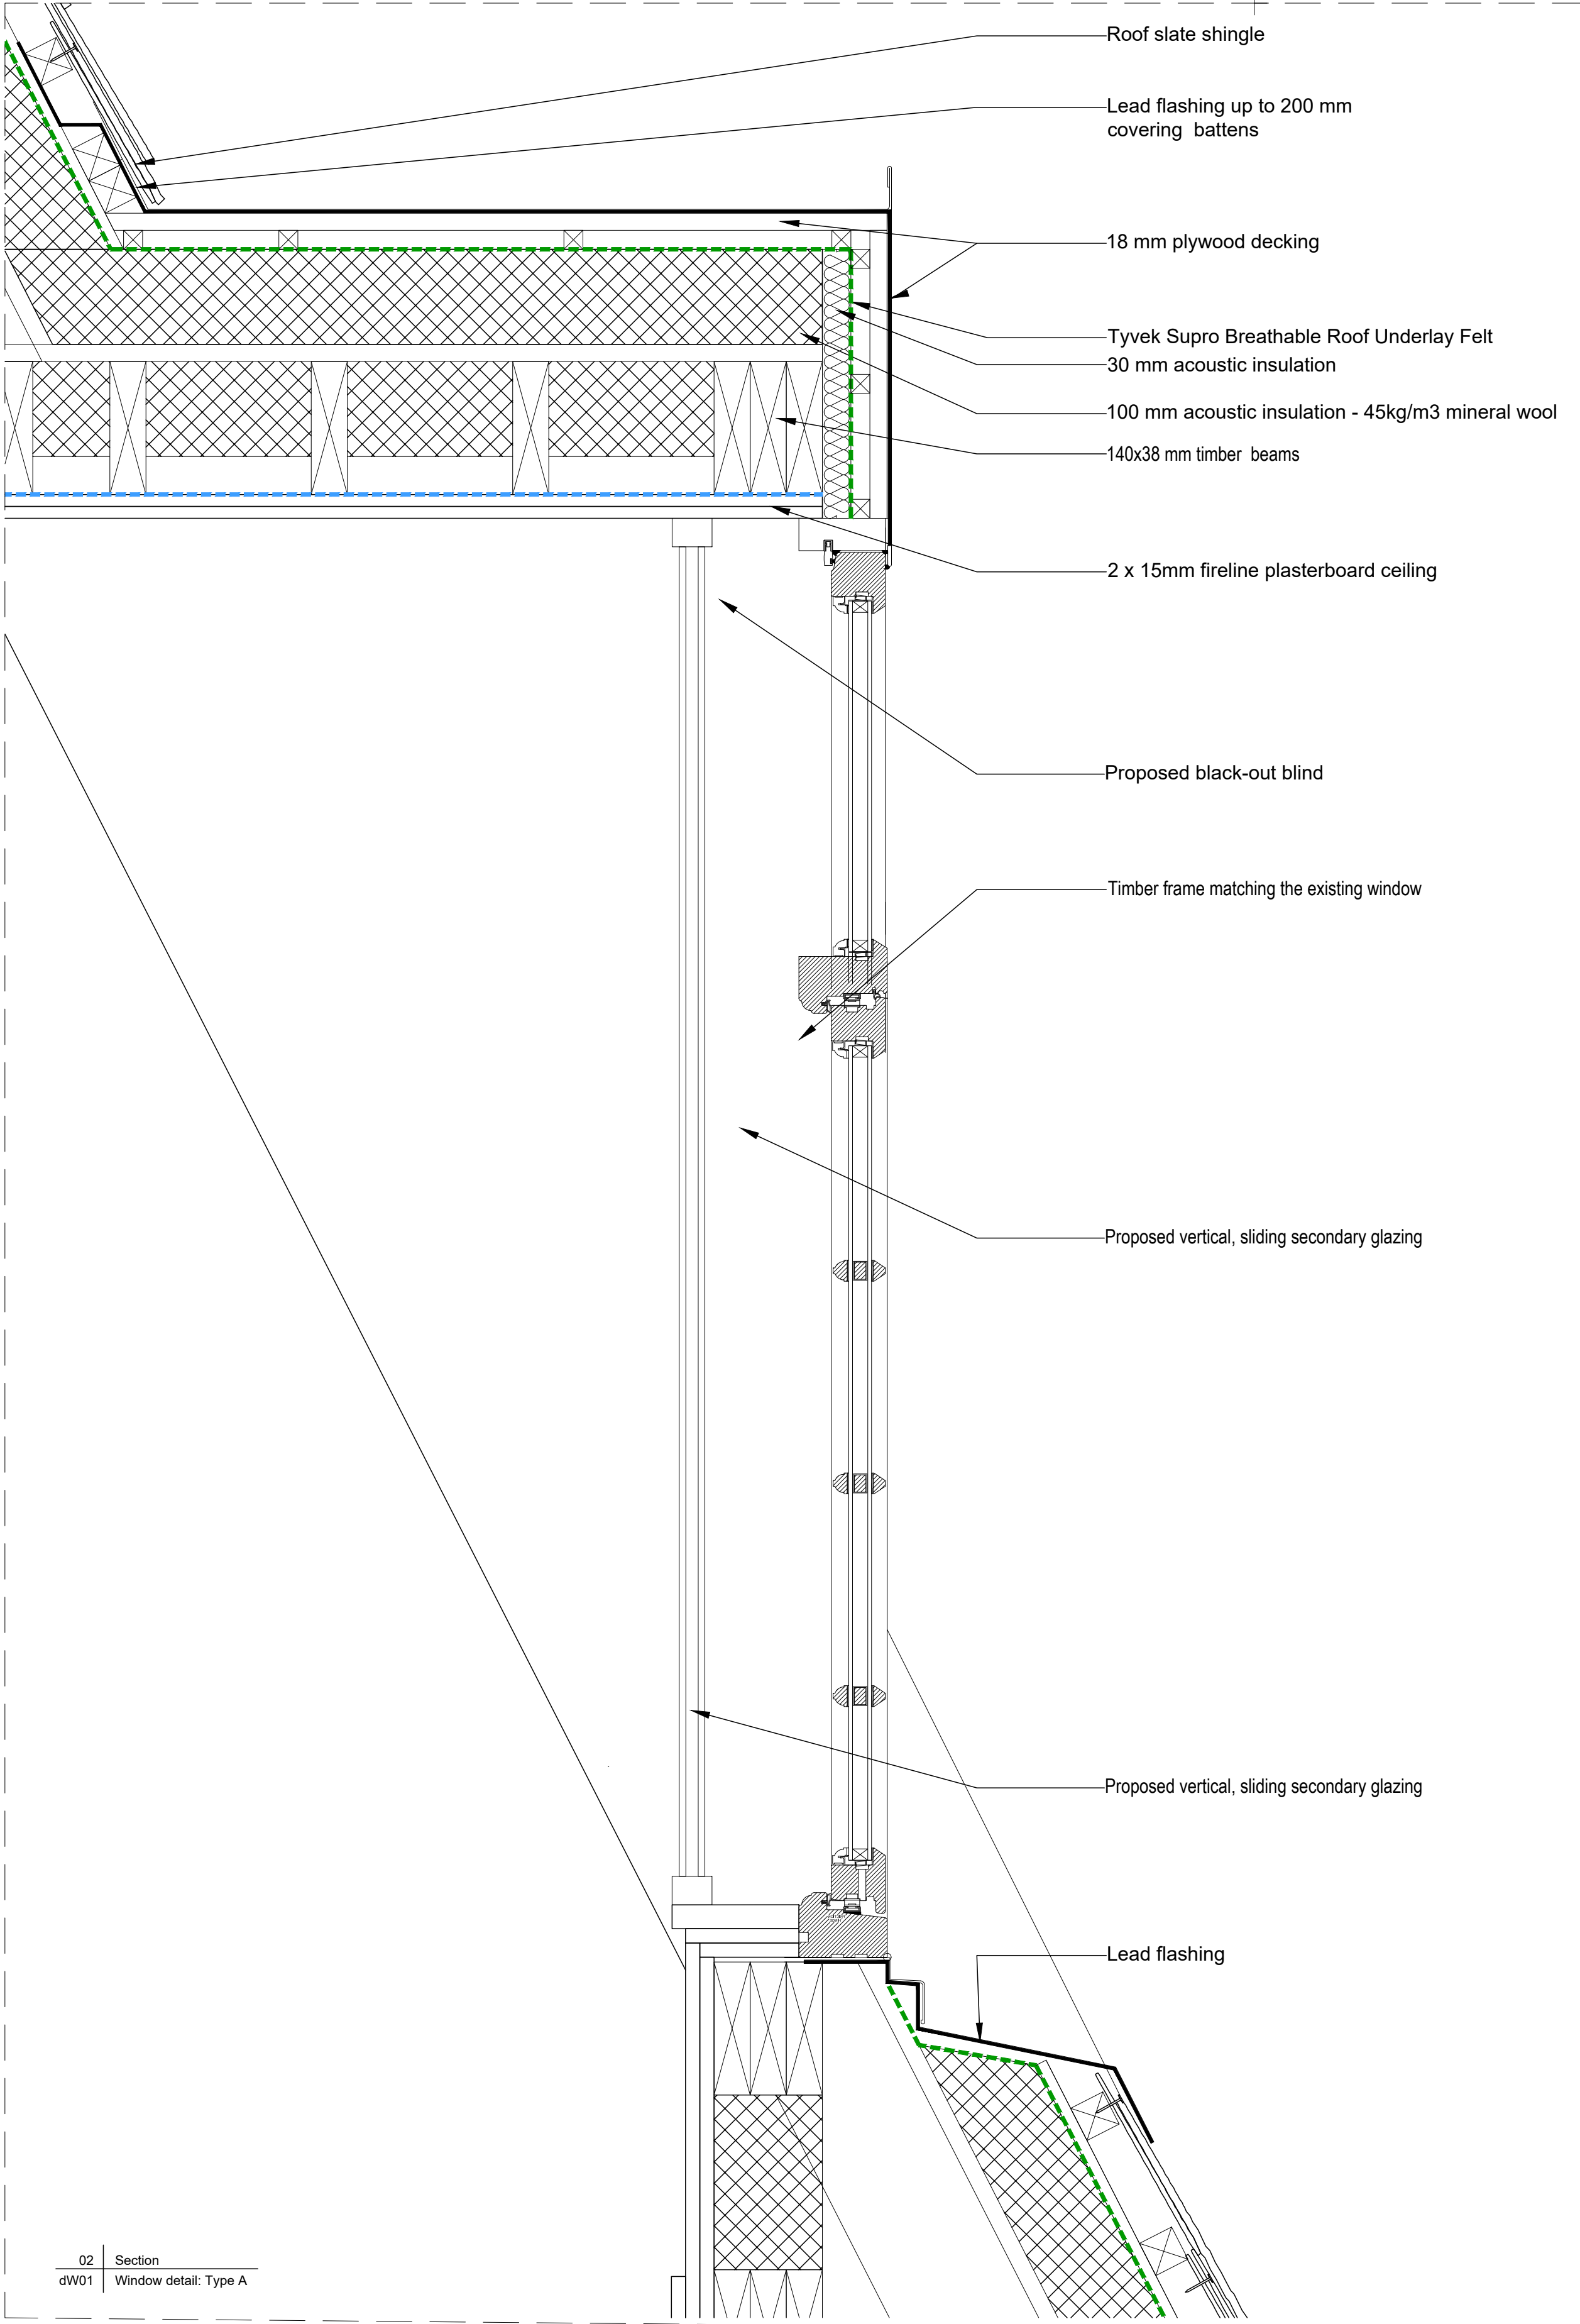 Roof slate shingle
Lead flashing up to 200 mm
covering battens
18 mm plywood decking
Tyvek Supro Breathable Roof Underlay Felt
30 mm acoustic insulation
100 mm acoustic insulation - 45kg/m3 mineral wool
140x38 mm timber beams
2 x 15mm fireline plasterboard ceiling
Proposed black-out blind
Timber frame matching the existing window
Proposed vertical, sliding secondary glazing
Proposed vertical, sliding secondary glazing
Lead flashing
02 Section
dW01 Window detail: Type A